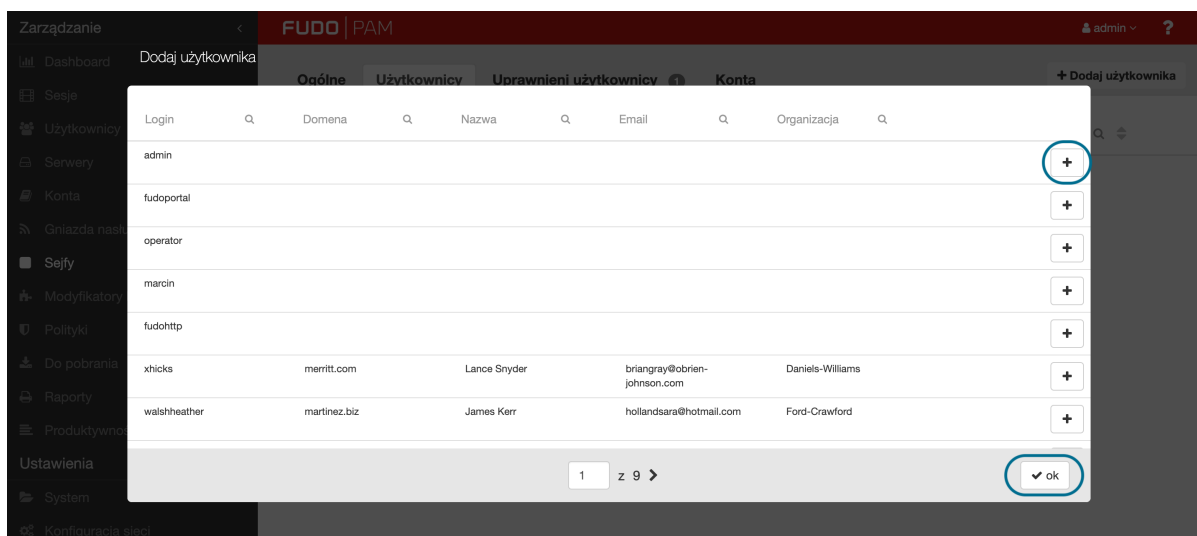 Zarządzanie
FUDO PAM
admin
?
Dashboard
Dodaj użytkownika
Ogólne Użytkownicy Uprawnieni użytkownicy 1 Konta
+ Dodaj użytkownika
Sesje
Użytkownicy
Serwery
Konta
Gniazda nasłu
Sejfy
Modyfikatory
Polityki
Do pobrania
Raporty
Produktywnoś
Ustawienia
System
Konfiguracja sieci
Login Domena Nazwa Email Organizacja
admin
fudoportal
operator
marcin
fudohttp
xhicks merritt.com Lance Snyder briangray@obrien-johnson.com Daniels-Williams
walshheather martinez.biz James Kerr hollandsara@hotmail.com Ford-Crawford
1 z 9
ok